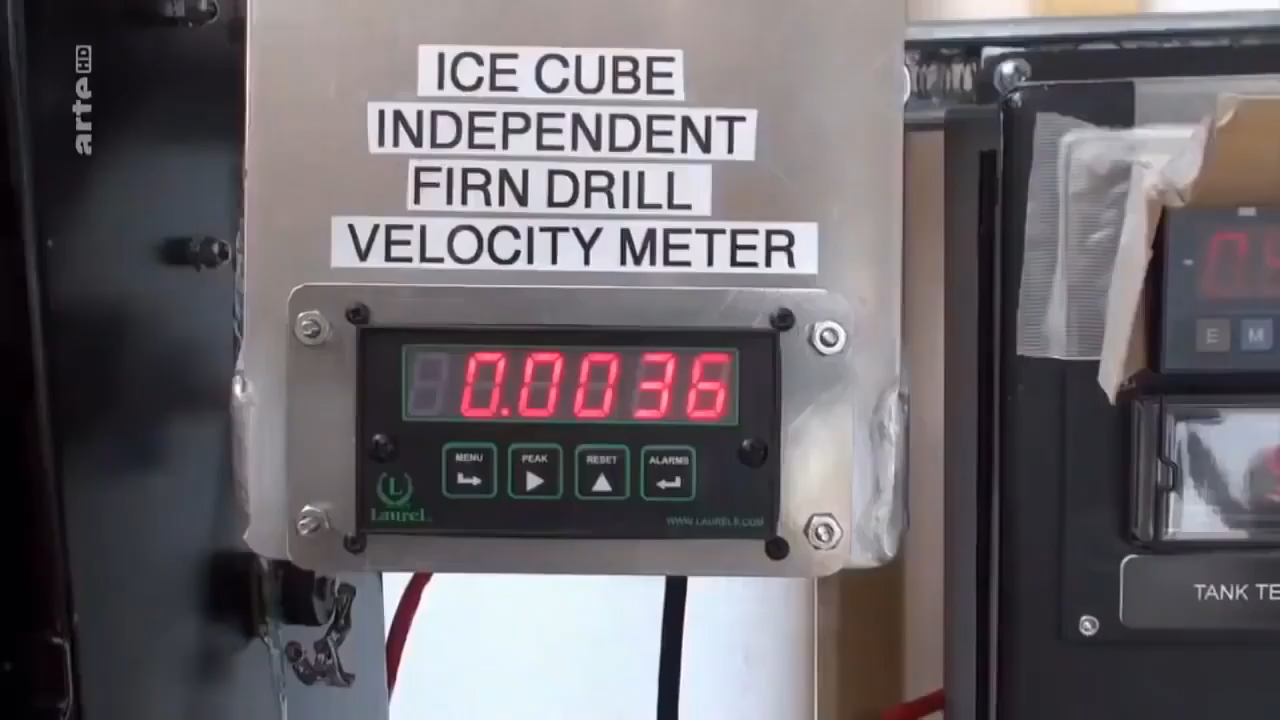 arte HD
ICE CUBE
INDEPENDENT
FIRN DRILL
VELOCITY METER
0.0036
MENU
PEAK
RESET
ALARMS
L
Laurel
WWW.LAURELS.COM
E
M
TANK